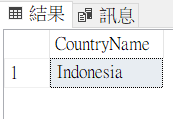 結果 訊息
CountryName
1 Indonesia